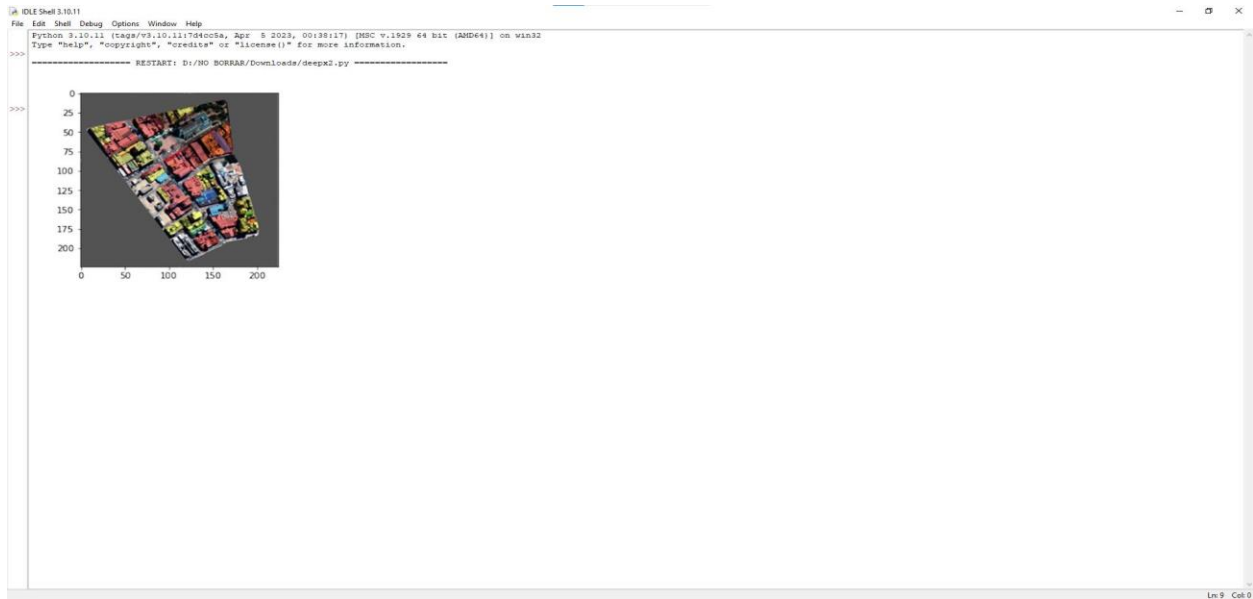 IDLE Shell 3.10.11
File Edit Shell Debug Options Window Help
Python 3.10.11 (tags/v3.10.11:7d4cc5a, Apr 5 2023, 00:38:17) [MSC v.1929 64 bit (AMD64)] on win32
Type "help", "copyright", "credits" or "license()" for more information.
>>>
=================== RESTART: D:/NO BORRAR/Downloads/deepx2.py ==================
>>>
0
25
50
75
100
125
150
175
200
0 50 100 150 200
Ln: 9 Col: 0